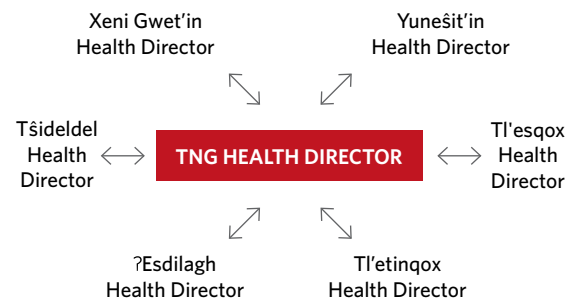 Xeni Gwet’in
Health Director
Yuneŝit’in
Health Director
Tŝideldel
Health
Director
TNG HEALTH DIRECTOR
Tl'esqox
Health
Director
ʔEsdilagh
Health Director
Tl’etinqox
Health Director